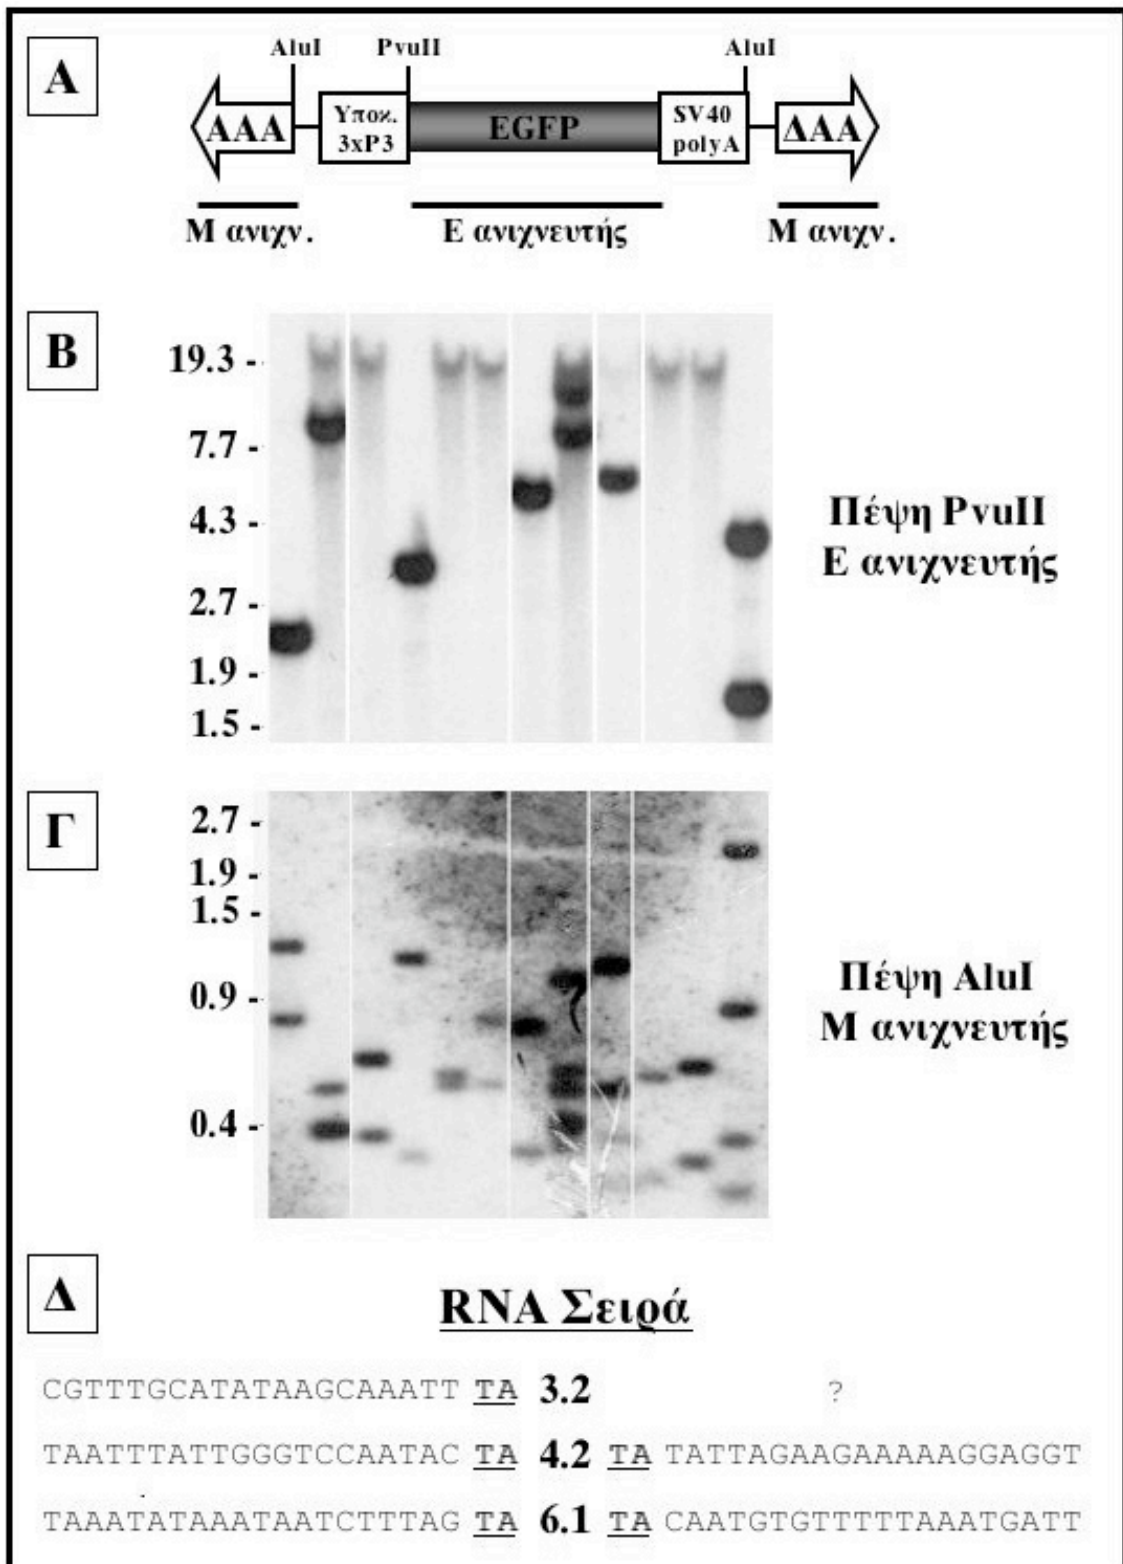 Α
AluI PvuII AluI
ΑΑΑ Υποκ. 3xP3 EGFP SV40 polyA ΔΑΑ
Μ ανιχν. Ε ανιχνευτής Μ ανιχν.
Β
19.3 -
7.7 -
4.3 -
2.7 -
1.9 -
1.5 -
Πέψη PvuII
Ε ανιχνευτής
Γ
2.7 -
1.9 -
1.5 -
0.9 -
0.4 -
Πέψη AluI
Μ ανιχνευτής
Δ
RNA Σειρά
CGTTTGCATATAAGCAAATT TA 3.2 ?
TAATTTATTGGGTCCAATAC TA 4.2 TA TATTAGAAGAAAAAGGAGGT
TAAATATAAATAATCTTTAG TA 6.1 TA CAATGTGTTTTTAAATGATT